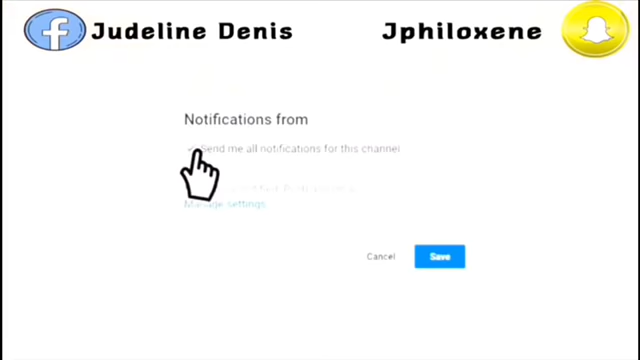 Judeline Denis
Jphiloxene
Notifications from
Send me all notifications for this channel
Manage settings
Cancel
Save